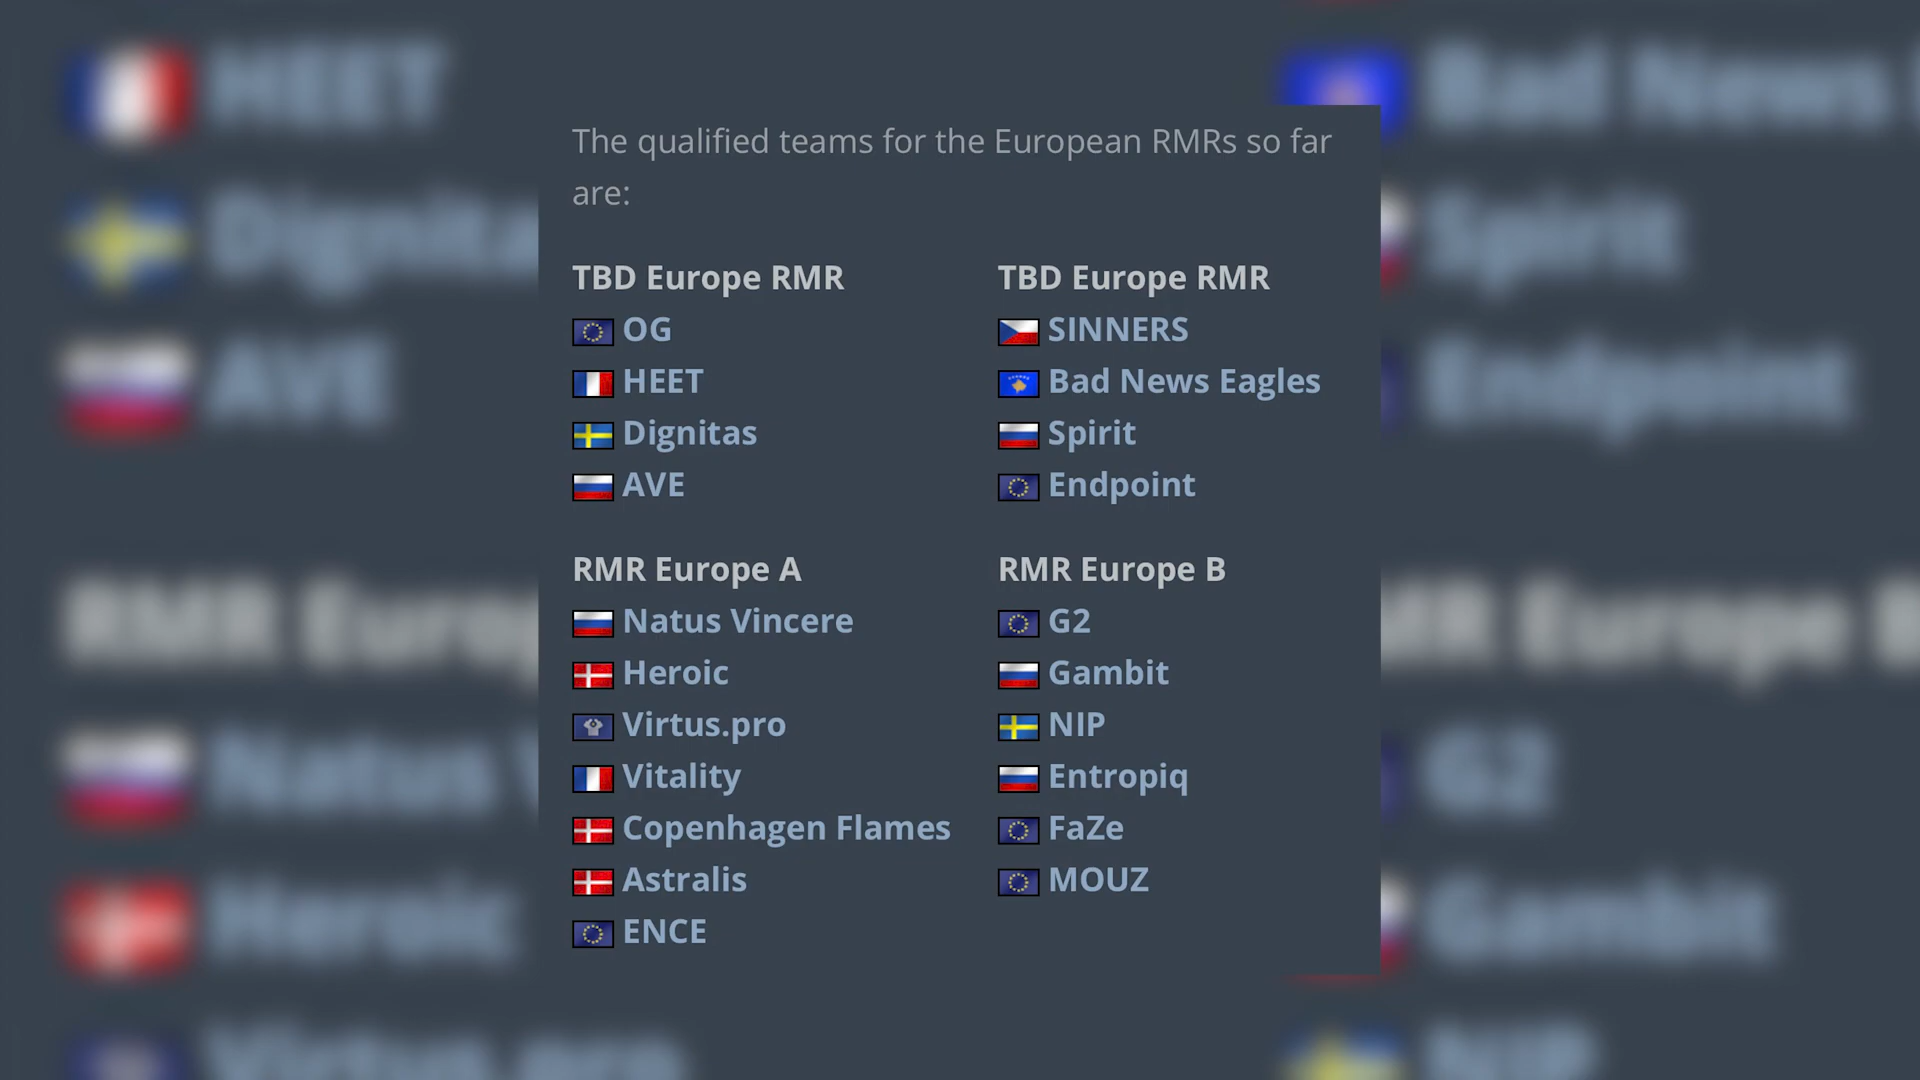 The qualified teams for the European RMRs so far
are:
TBD Europe RMR
OG
HEET
Dignitas
AVE
TBD Europe RMR
SINNERS
Bad News Eagles
Spirit
Endpoint
RMR Europe A
Natus Vincere
Heroic
Virtus.pro
Vitality
Copenhagen Flames
Astralis
ENCE
RMR Europe B
G2
Gambit
NIP
Entropiq
FaZe
MOUZ